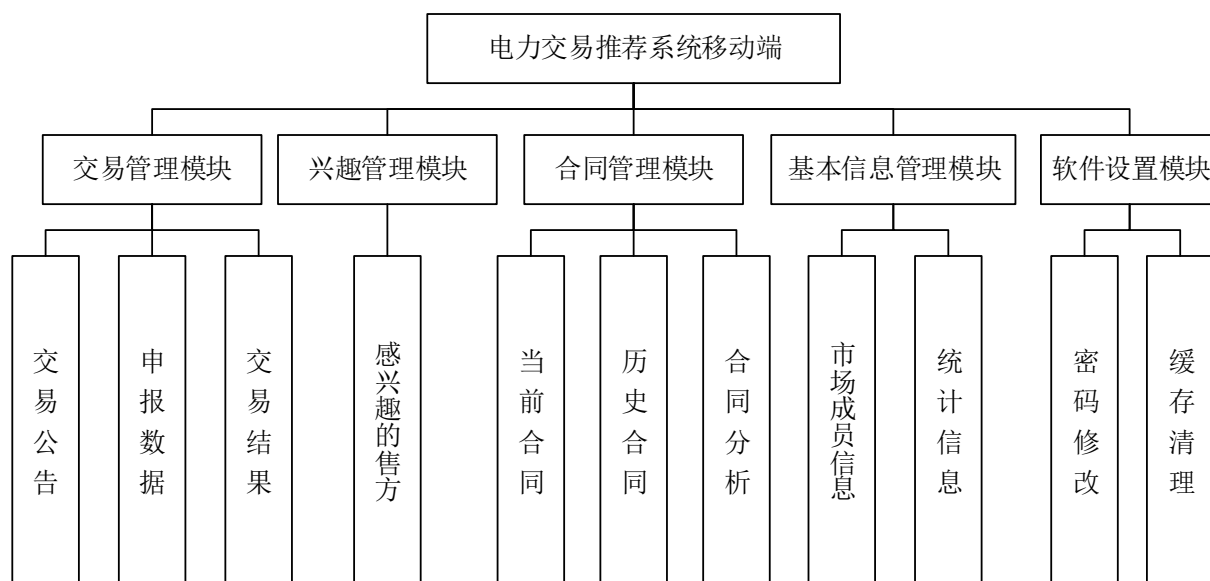 电力交易推荐系统移动端
交易管理模块
兴趣管理模块
合同管理模块
基本信息管理模块
软件设置模块
交易公告
申报数据
交易结果
感兴趣的售方
当前合同
历史合同
合同分析
市场成员信息
统计信息
密码修改
缓存清理